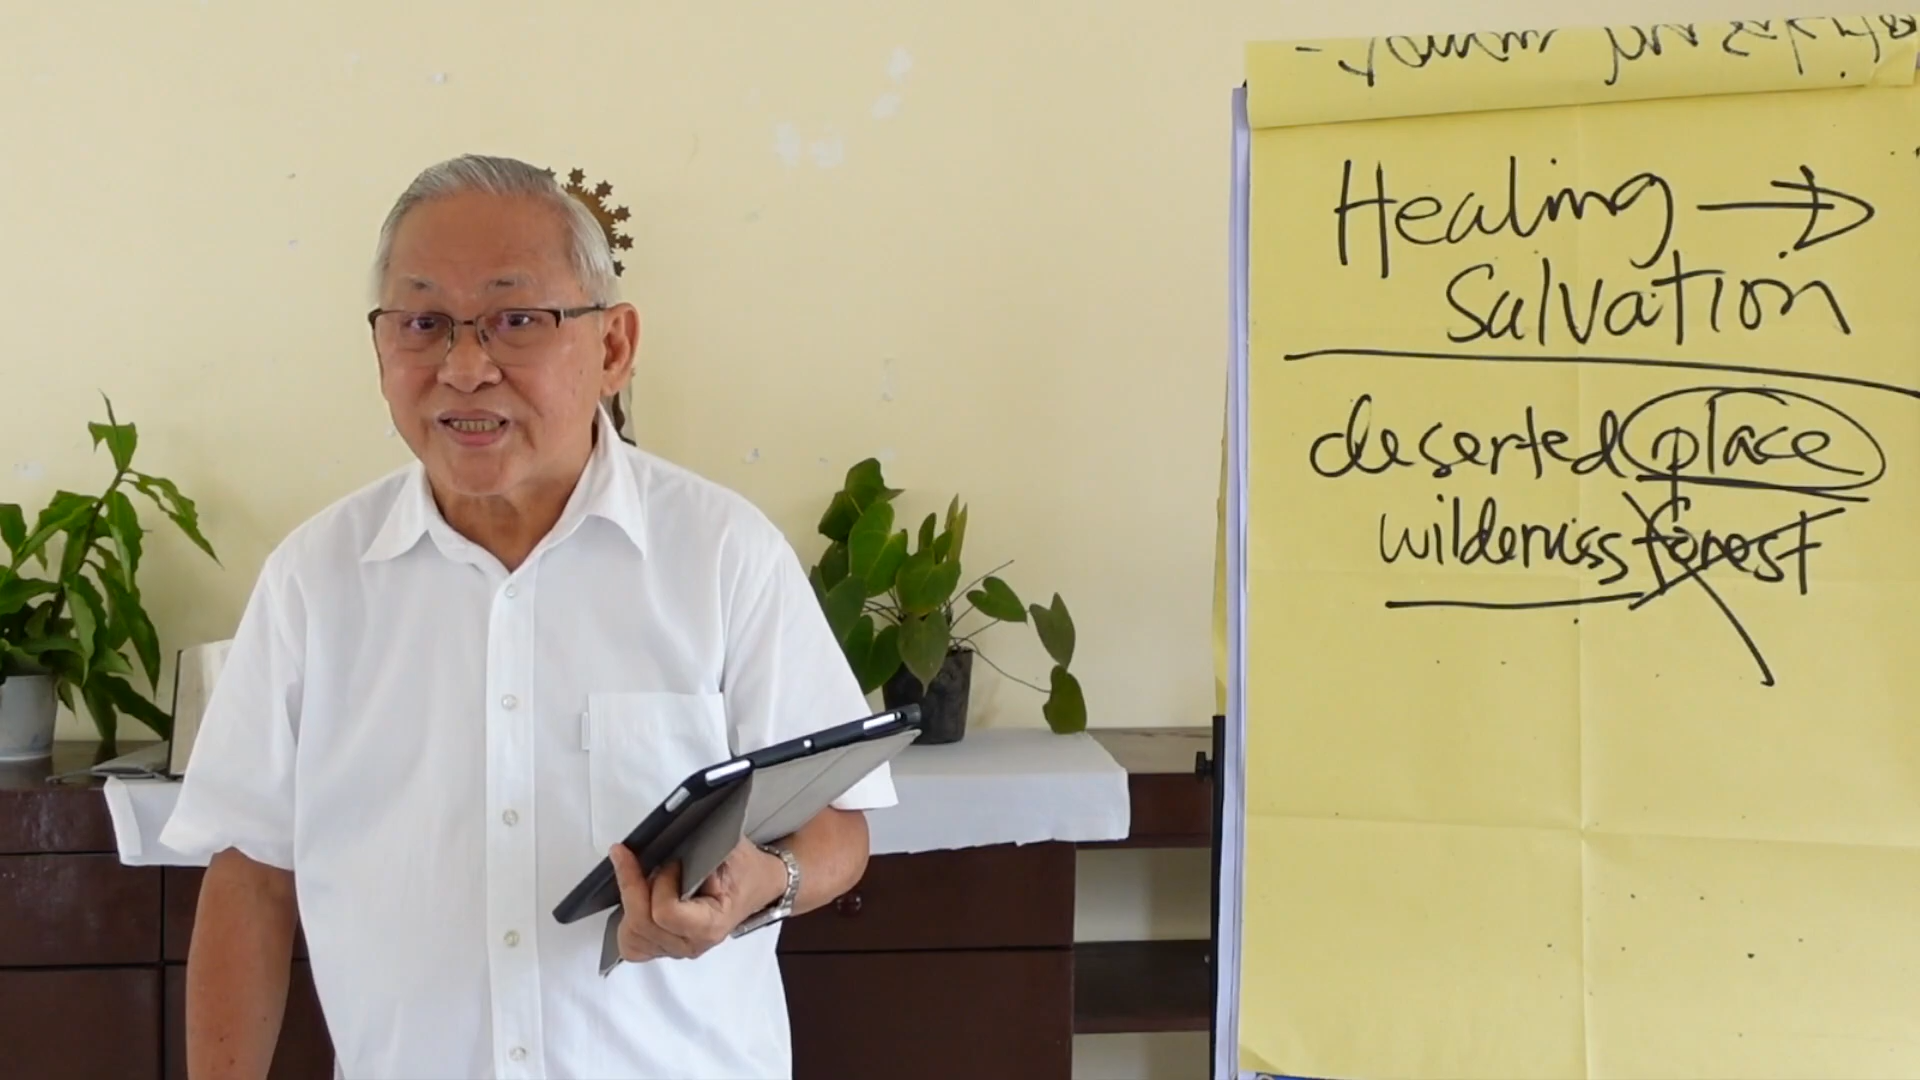 Healing →
Salvation
deserted place
wilderness forest